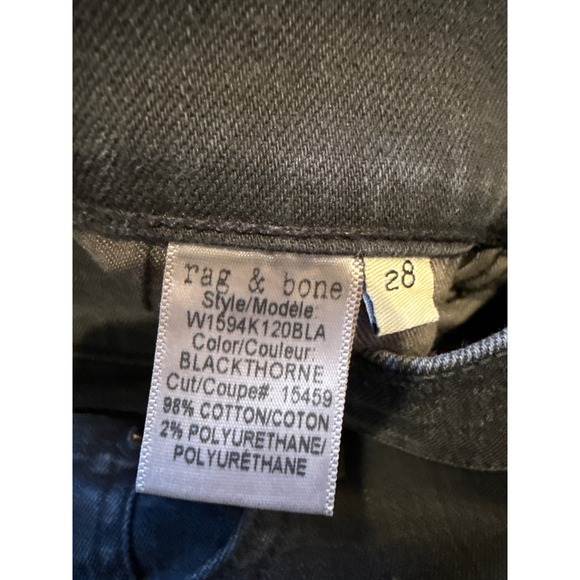 rag & bone
Style/Modèle:
W1594K120BLA
Color/Couleur:
BLACKTHORNE
Cut/Coupe# 15459
98% COTTON/COTON
2% POLYURETHANE/
POLYURÉTHANE
28